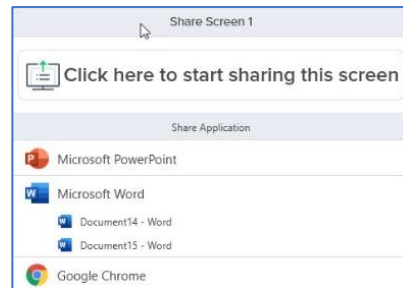 Share Screen 1
Click here to start sharing this screen
Share Application
Microsoft PowerPoint
Microsoft Word
Document14 - Word
Document15 - Word
Google Chrome